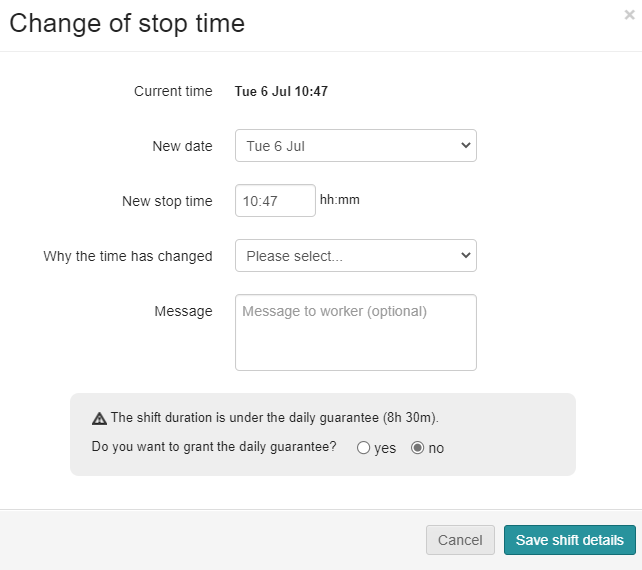 Change of stop time
×
Current time Tue 6 Jul 10:47
New date Tue 6 Jul
New stop time 10:47 hh:mm
Why the time has changed Please select...
Message Message to worker (optional)
The shift duration is under the daily guarantee (8h 30m).
Do you want to grant the daily guarantee? yes no
Cancel Save shift details